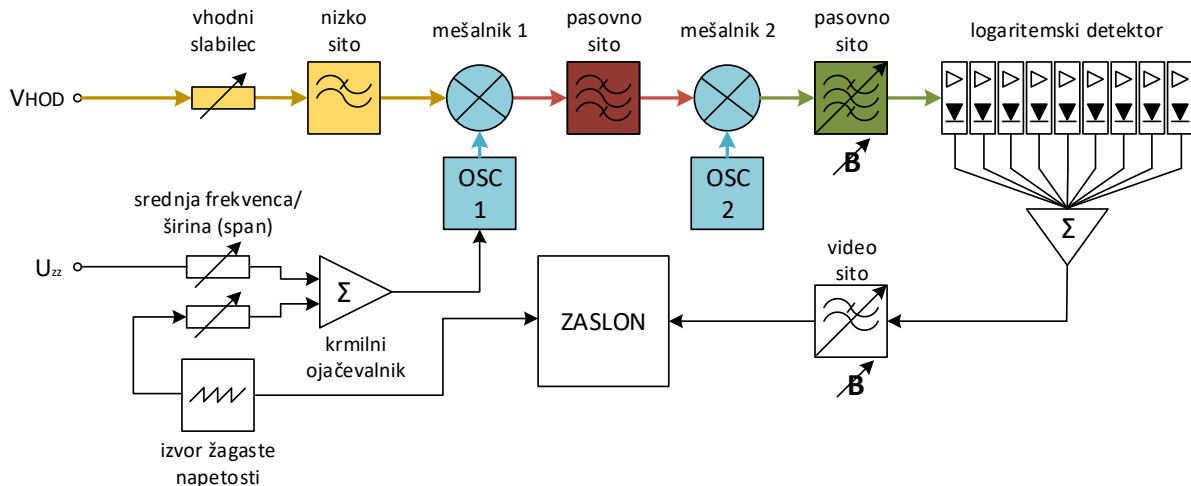 vhodni
slabilec
nizko
sito
mešalnik 1
pasovno
sito
mešalnik 2
pasovno
sito
logaritemski detektor
VHOD
B
OSC
1
OSC
2
srednja frekvenca/
širina (span)
Σ
Uzz
Σ
krmilni
ojačevalnik
ZASLON
video
sito
B
izvor žagaste
napetosti